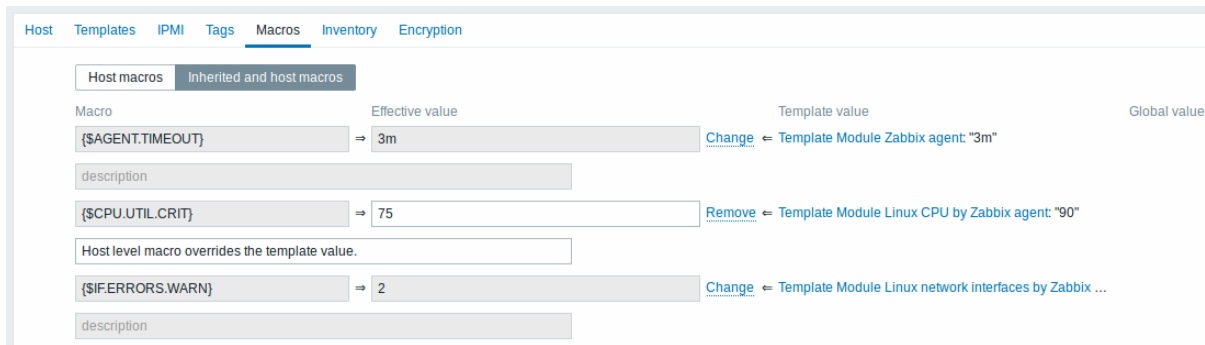 Host Templates IPMI Tags Macros Inventory Encryption
Host macros Inherited and host macros
Macro Effective value Template value Global value
{$AGENT.TIMEOUT} ⇒ 3m Change ⇐ Template Module Zabbix agent: "3m"
description
{$CPU.UTIL.CRIT} ⇒ 75 Remove ⇐ Template Module Linux CPU by Zabbix agent: "90"
Host level macro overrides the template value.
{$IF.ERRORS.WARN} ⇒ 2 Change ⇐ Template Module Linux network interfaces by Zabbix ...
description